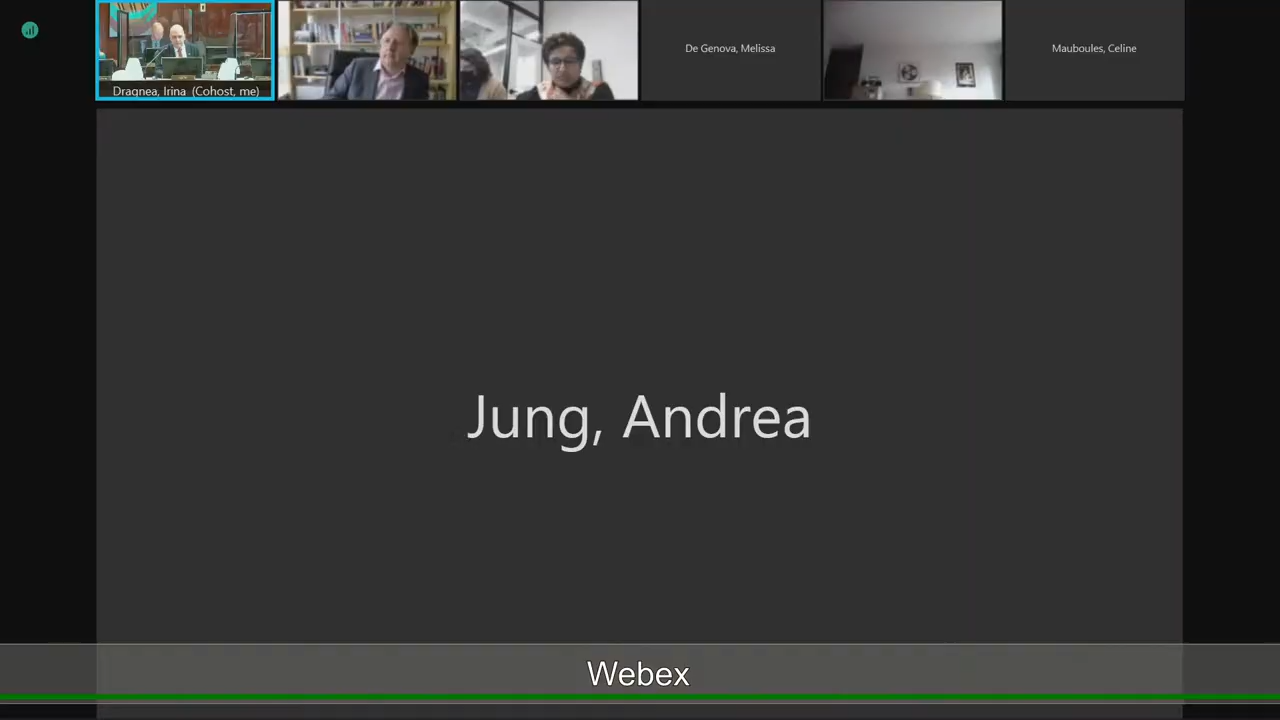 Dragnea, Irina (Cohost, me)
De Genova, Melissa
Mauboules, Celine
Jung, Andrea
Webex